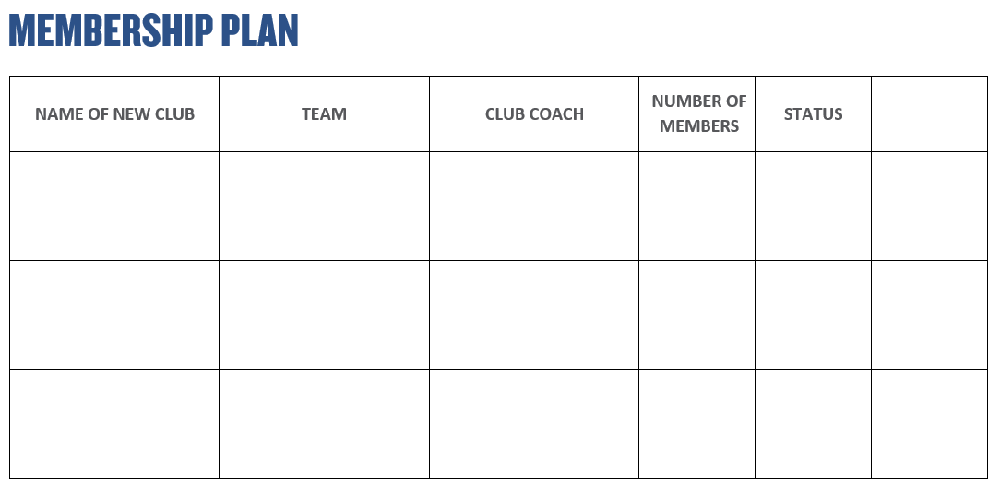 MEMBERSHIP PLAN
NAME OF NEW CLUB
TEAM
CLUB COACH
NUMBER OF
MEMBERS
STATUS